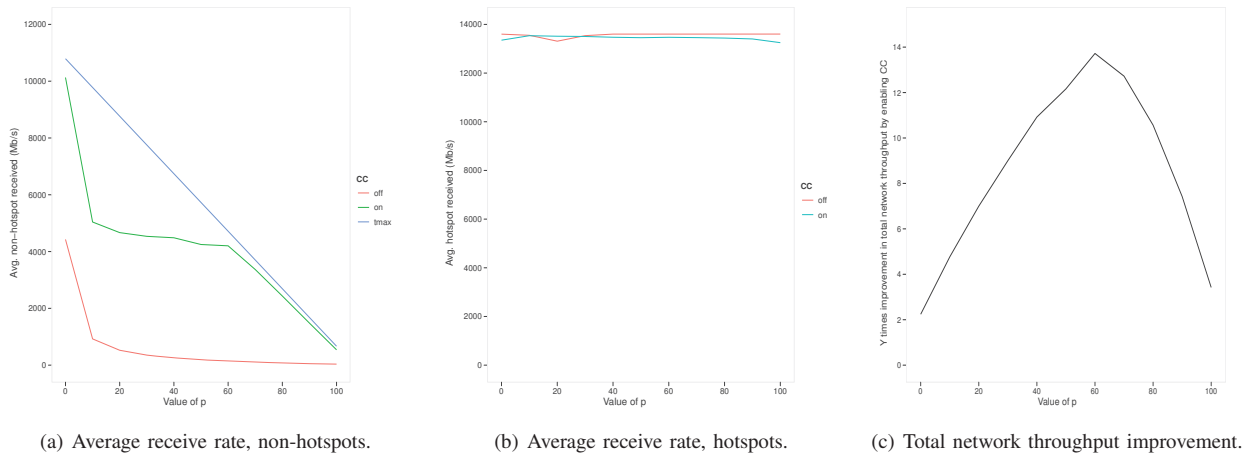 12000
10000
8000
6000
4000
2000
0
0 20 40 60 80 100
Value of p
Avg. non−hotspot received (Mb/s)
CC
off
on
tmax
(a) Average receive rate, non-hotspots.
14000
12000
10000
8000
6000
4000
2000
0
0 20 40 60 80 100
Value of p
Avg. hotspot received (Mb/s)
CC
off
on
(b) Average receive rate, hotspots.
14
12
10
8
6
4
2
0
0 20 40 60 80 100
Value of p
Y times improvement in total network throughput by enabling CC
(c) Total network throughput improvement.